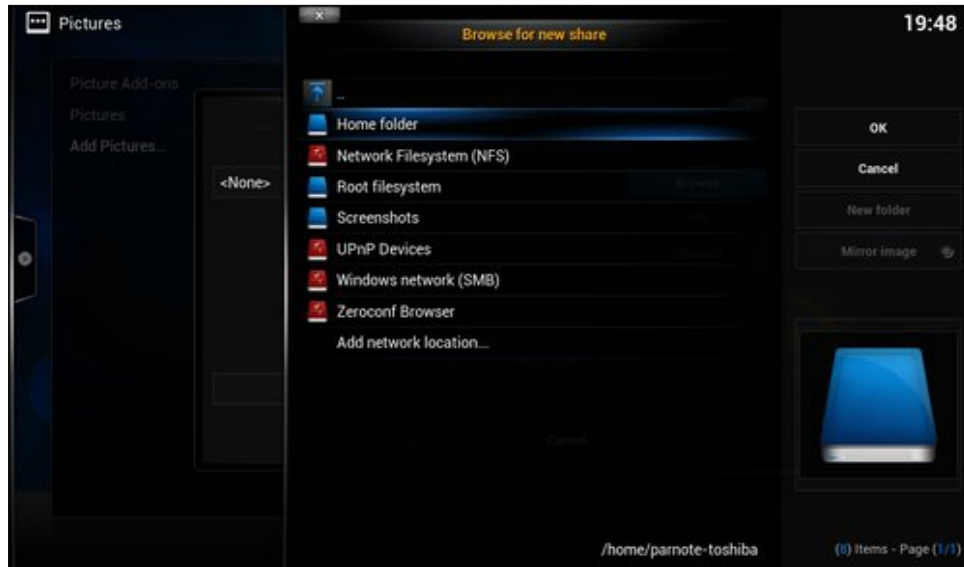 Pictures
Browse for new share
19:48
Picture Add-ons
Pictures
Add Pictures...
..
Home folder
Network Filesystem (NFS)
Root filesystem
Screenshots
UPnP Devices
Windows network (SMB)
Zeroconf Browser
Add network location...
<None>
Browse
Cancel
OK
Cancel
New folder
Mirror image
/home/parnote-toshiba
(8) Items - Page (1/1)